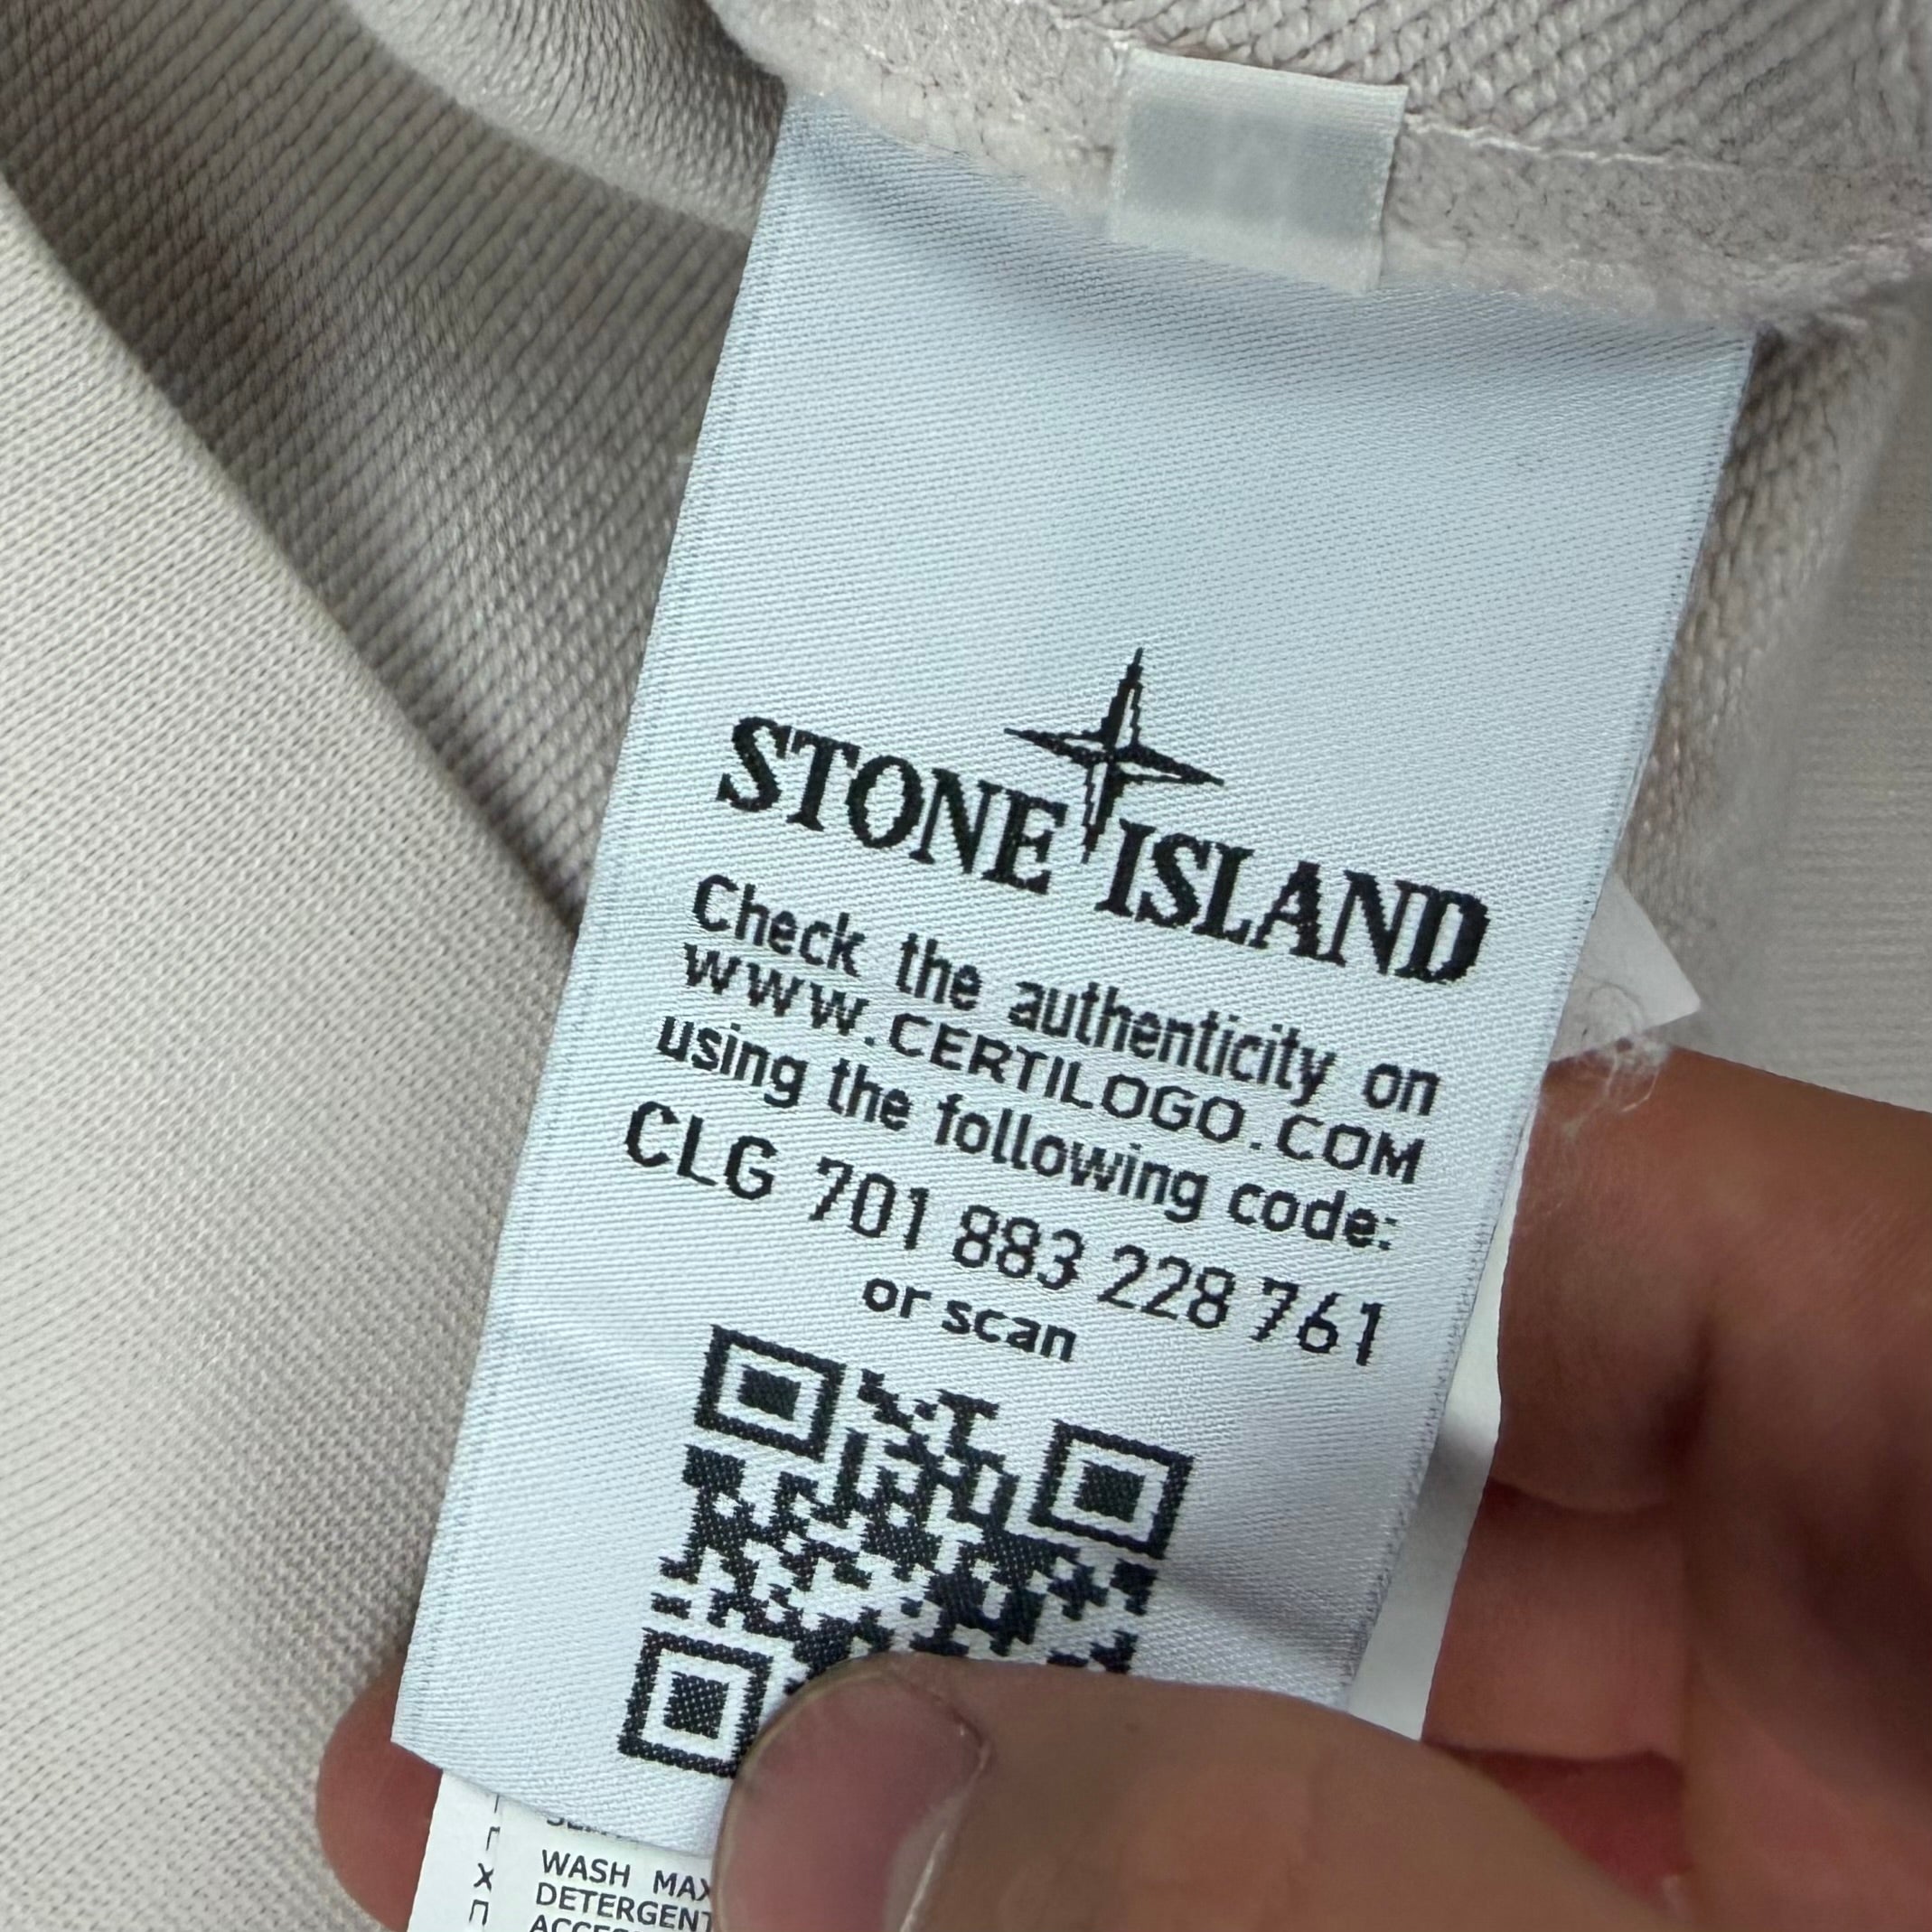 STONE ISLAND
Check the authenticity on
WWW.CERTILOGO.COM
using the following code:
CLG 701 883 228 761
or scan
WASH MAX
DETERGENT